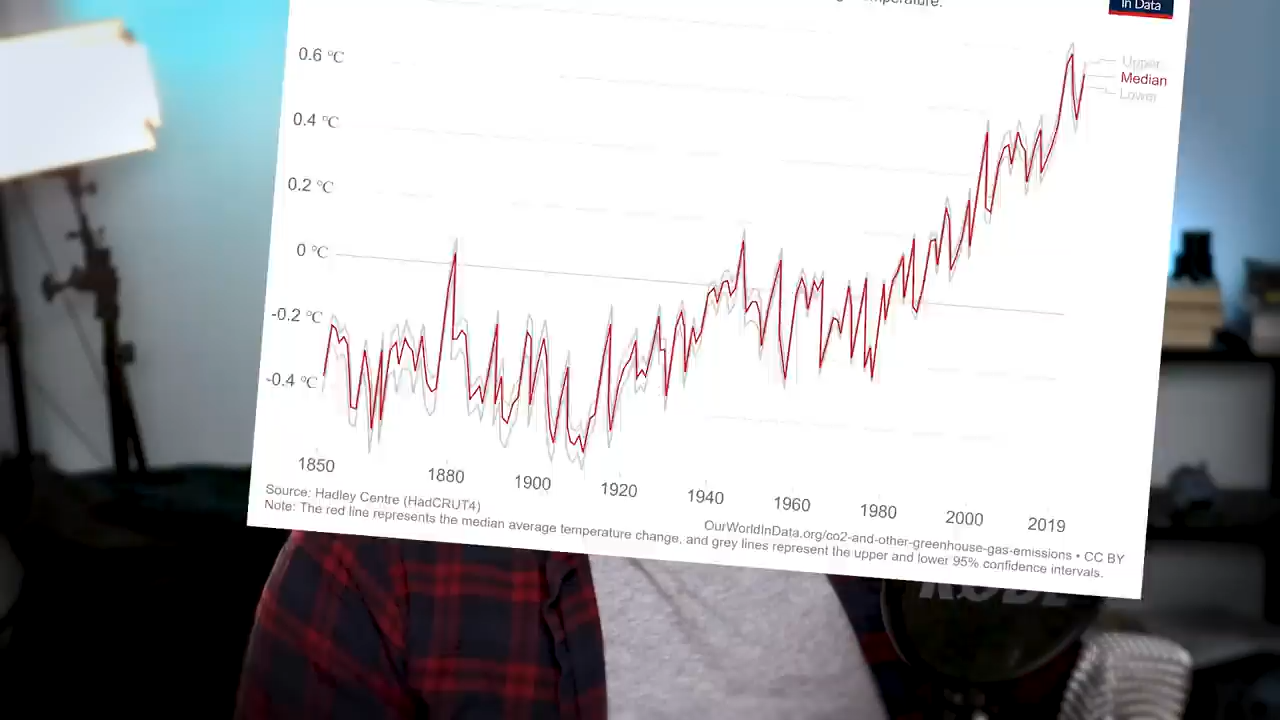 temperature.
in Data
0.6 °C
0.4 °C
0.2 °C
0 °C
-0.2 °C
-0.4 °C
Upper
Median
Lower
1850
1880
1900
1920
1940
1960
1980
2000
2019
Source: Hadley Centre (HadCRUT4)
OurWorldInData.org/co2-and-other-greenhouse-gas-emissions • CC BY
Note: The red line represents the median average temperature change, and grey lines represent the upper and lower 95% confidence intervals.
RODE